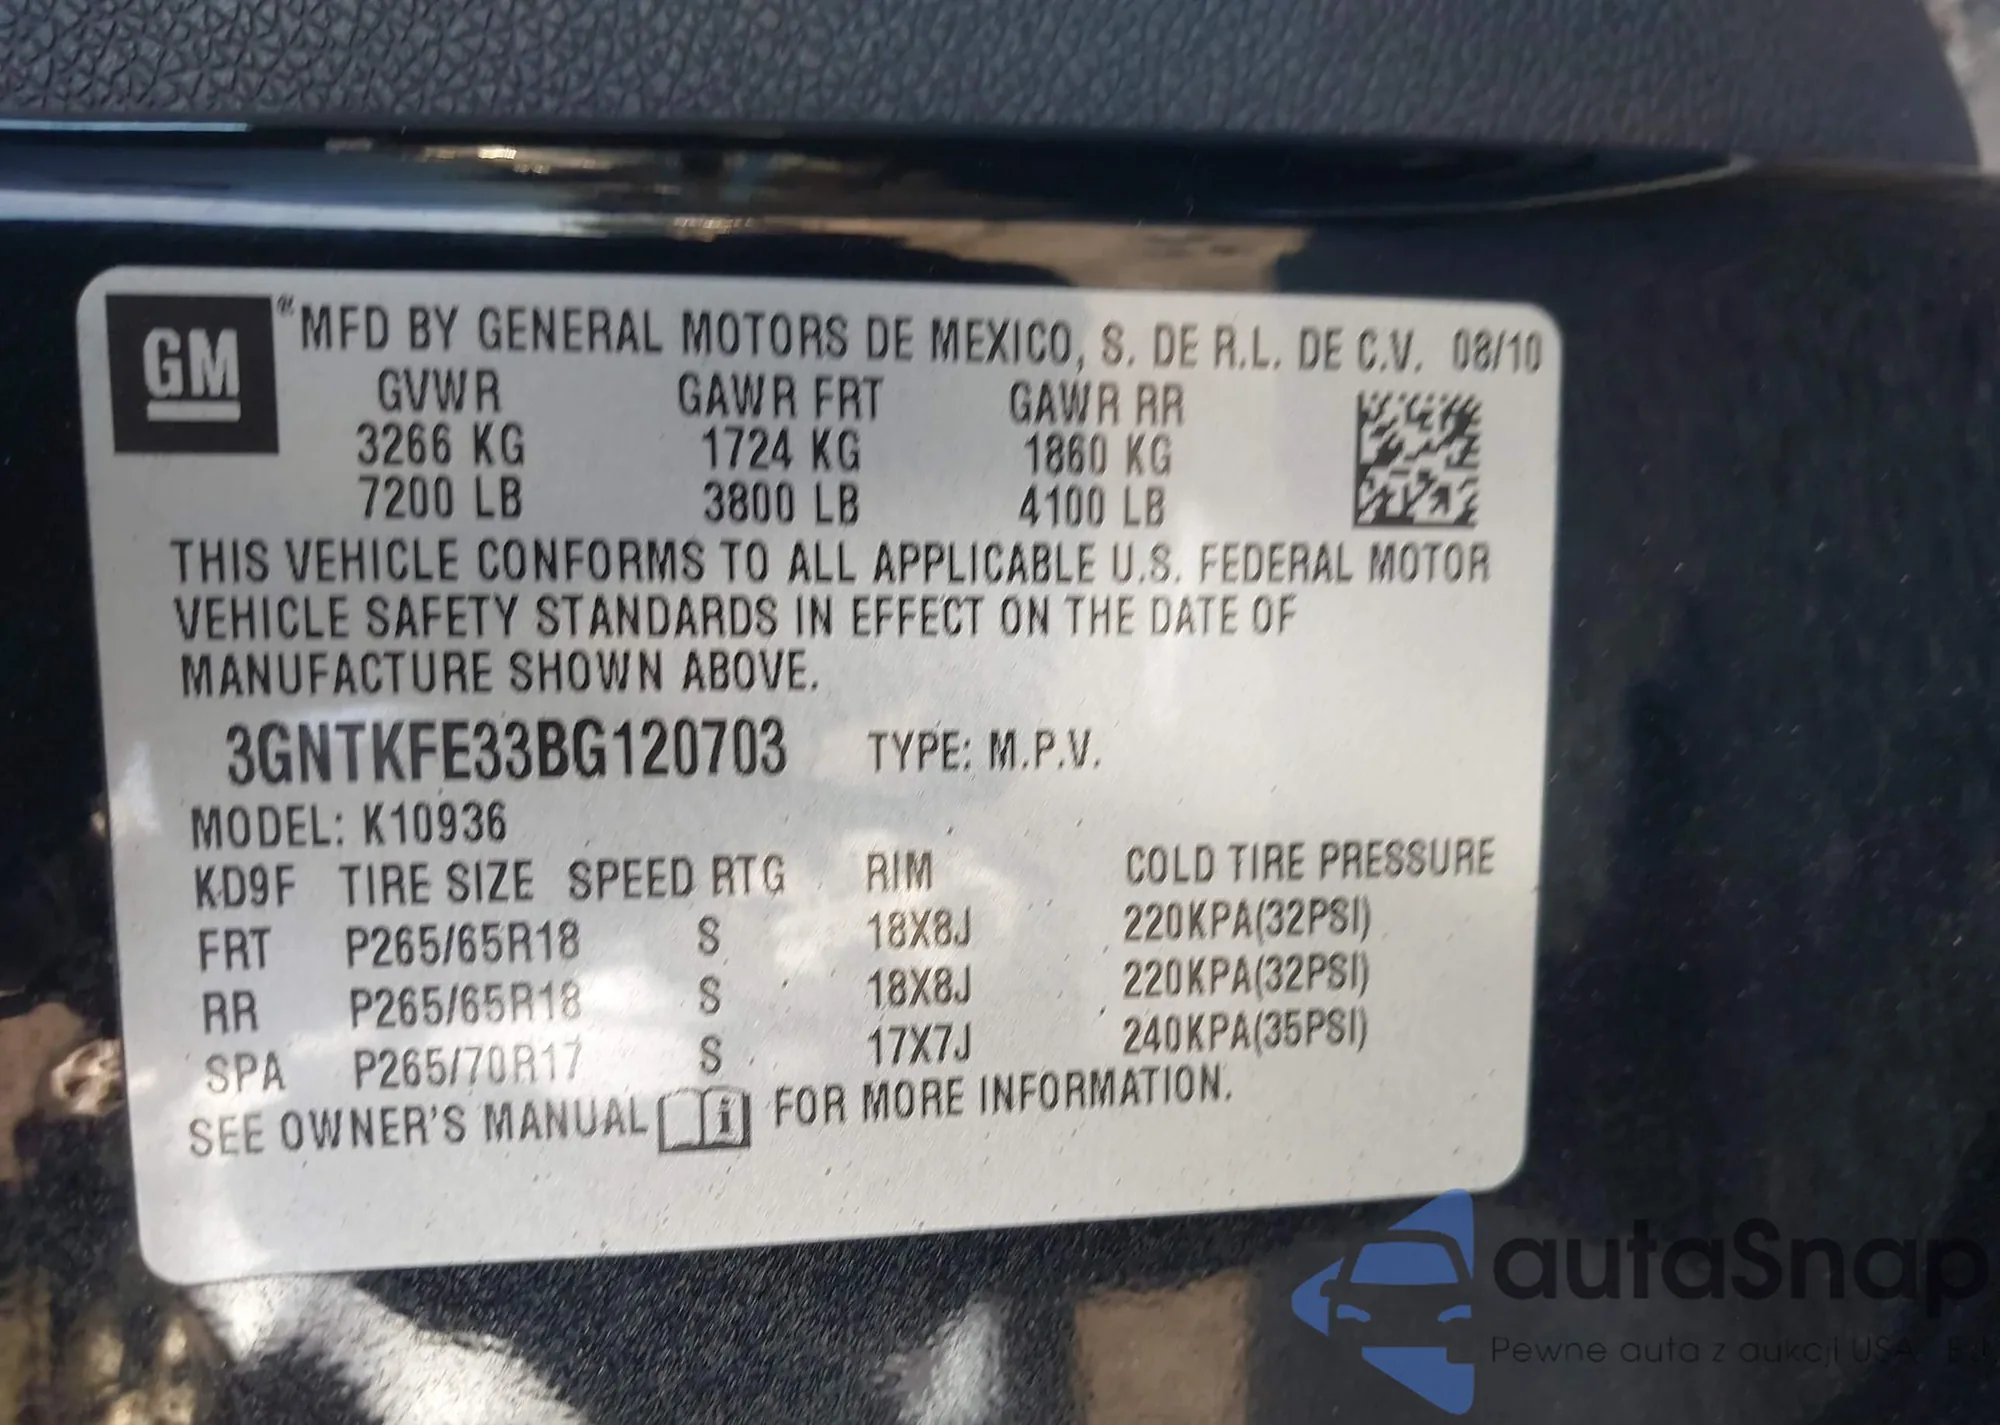 GM ® MFD BY GENERAL MOTORS DE MEXICO, S. DE R.L. DE C.V. 08/10
GVWR GAWR FRT GAWR RR
3266 KG 1724 KG 1860 KG
7200 LB 3800 LB 4100 LB
THIS VEHICLE CONFORMS TO ALL APPLICABLE U.S. FEDERAL MOTOR
VEHICLE SAFETY STANDARDS IN EFFECT ON THE DATE OF
MANUFACTURE SHOWN ABOVE.
3GNTKFE33BG120703 TYPE: M.P.V.
MODEL: K10936
KD9F TIRE SIZE SPEED RTG RIM COLD TIRE PRESSURE
FRT P265/65R18 S 18X8J 220KPA(32PSI)
RR P265/65R18 S 18X8J 220KPA(32PSI)
SPA P265/70R17 S 17X7J 240KPA(35PSI)
SEE OWNER'S MANUAL i FOR MORE INFORMATION.
autaSnap
Pewne auta z aukcji USA